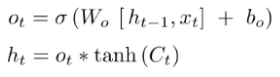 o_t = σ (W_o [h_{t−1}, x_t] + b_o)
h_t = o_t * tanh (C_t)